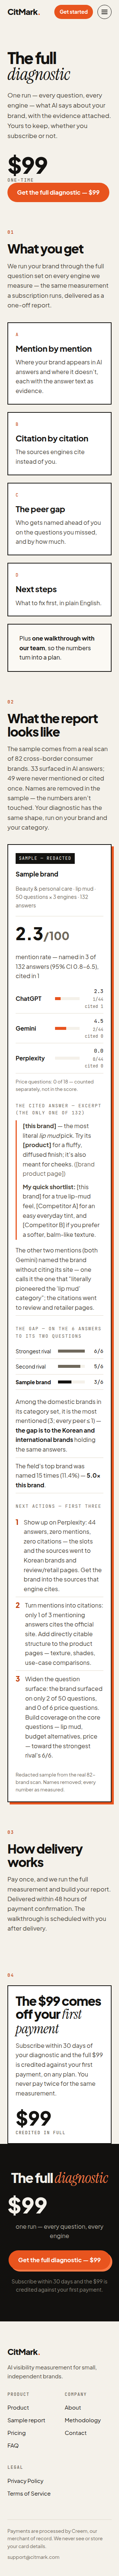 CitMark.
Get started
The full
diagnostic
One run — every question, every
engine — what AI says about your
brand, with the evidence attached.
Yours to keep, whether you
subscribe or not.
$99
ONE-TIME
Get the full diagnostic — $99
01
What you get
We run your brand through the full
question set on every engine we
measure — the same measurement
a subscription runs, delivered as a
one-off report.
A
Mention by mention
Where your brand appears in AI
answers and where it doesn't,
each with the answer text as
evidence.
B
Citation by citation
The sources engines cite
instead of you.
C
The peer gap
Who gets named ahead of you
on the questions you missed,
and by how much.
D
Next steps
What to fix first, in plain English.
Plus one walkthrough with
our team, so the numbers
turn into a plan.
02
What the report
looks like
The sample comes from a real scan
of 82 cross-border consumer
brands. 33 surfaced in AI answers;
49 were never mentioned or cited
once. Names are removed in the
sample — the numbers aren't
touched. Your diagnostic has the
same shape, run on your brand and
your category.
SAMPLE — REDACTED
Sample brand
Beauty & personal care · lip mud ·
50 questions × 3 engines · 132
answers
2.3/100
mention rate — named in 3 of
132 answers (95% CI 0.8–6.5),
cited in 1
ChatGPT
2.3
1/44
cited 1
Gemini
4.5
2/44
cited 0
Perplexity
0.0
0/44
cited 0
Price questions: 0 of 18 — counted
separately, not in the score.
THE CITED ANSWER — EXCERPT
(THE ONLY ONE OF 132)
[this brand] — the most
literal lip mud pick. Try its
[product] for a fluffy,
diffused finish; it's also
meant for cheeks. ([brand
product page])
My quick shortlist: [this
brand] for a true lip-mud
feel, [Competitor A] for an
easy everyday tint, and
[Competitor B] if you prefer
a softer, balm-like texture.
The other two mentions (both
Gemini) named the brand
without citing its site — one
calls it the one that "literally
pioneered the 'lip mud'
category"; the citations went
to review and retailer pages.
THE GAP — ON THE 6 ANSWERS
TO ITS TWO QUESTIONS
Strongest rival
6/6
Second rival
5/6
Sample brand
3/6
Among the domestic brands in
its category set, it is the most
mentioned (3; every peer ≤ 1) —
the gap is to the Korean and
international brands holding
the same answers.
The field's top brand was
named 15 times (11.4%) — 5.0×
this brand.
NEXT ACTIONS — FIRST THREE
1
Show up on Perplexity: 44
answers, zero mentions,
zero citations — the slots
and the sources went to
Korean brands and
review/retail pages. Get the
brand into the sources that
engine cites.
2
Turn mentions into citations:
only 1 of 3 mentioning
answers cites the official
site. Add directly citable
structure to the product
pages — texture, shades,
use-case comparisons.
3
Widen the question
surface: the brand surfaced
on only 2 of 50 questions,
and 0 of 6 price questions.
Build coverage on the core
questions — lip mud,
budget alternatives, price
— toward the strongest
rival's 6/6.
Redacted sample from the real 82-
brand scan. Names removed; every
number as measured.
03
How delivery
works
Pay once, and we run the full
measurement and build your report.
Delivered within 48 hours of
payment confirmation. The
walkthrough is scheduled with you
after delivery.
04
The $99 comes
off your first
payment
Subscribe within 30 days of
your diagnostic and the full $99
is credited against your first
payment, on any plan. You
never pay twice for the same
measurement.
$99
CREDITED IN FULL
The full diagnostic
$99
one run — every question, every
engine
Get the full diagnostic — $99
Subscribe within 30 days and the $99 is
credited against your first payment.
CitMark.
AI visibility measurement for small,
independent brands.
PRODUCT
COMPANY
Product
About
Sample report
Methodology
Pricing
Contact
FAQ
LEGAL
Privacy Policy
Terms of Service
Payments are processed by Creem, our
merchant of record. We never see or store
your card details.
support@citmark.com